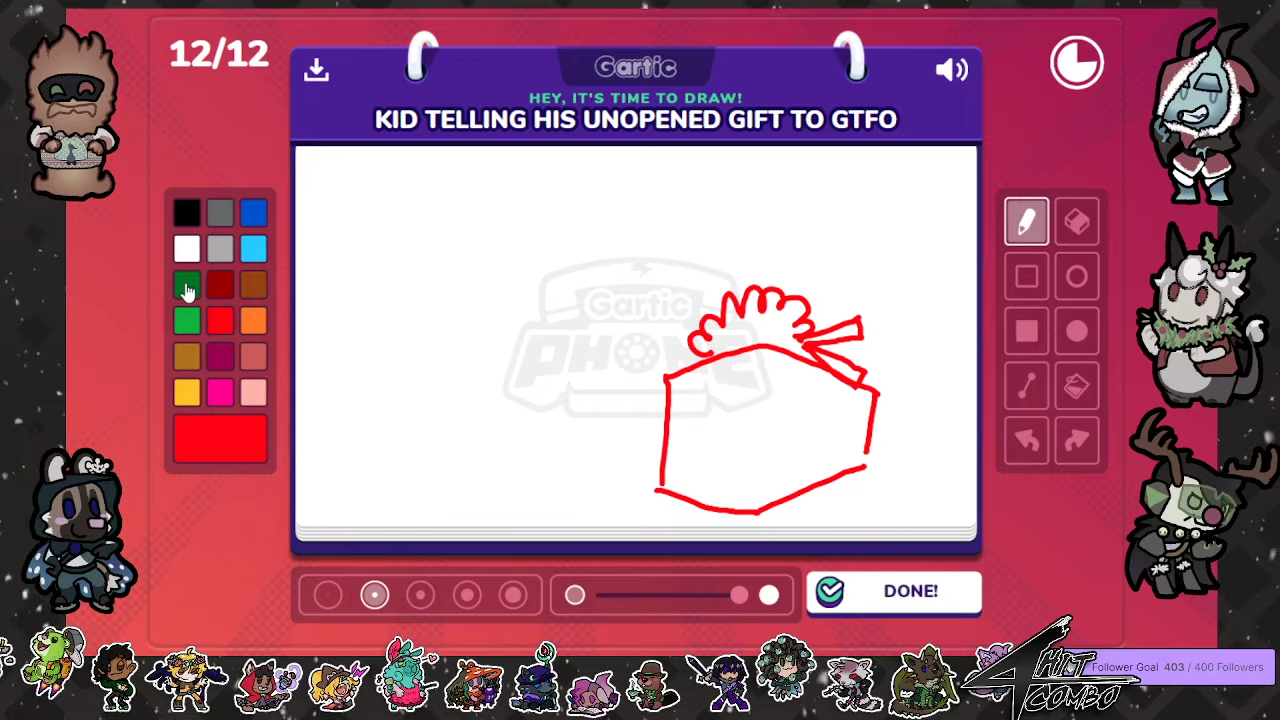 12/12
Gartic
HEY, IT'S TIME TO DRAW!
KID TELLING HIS UNOPENED GIFT TO GTFO
Gartic
PHONE
DONE!
4 HIT
COMBO
Follower Goal 403 / 400 Followers